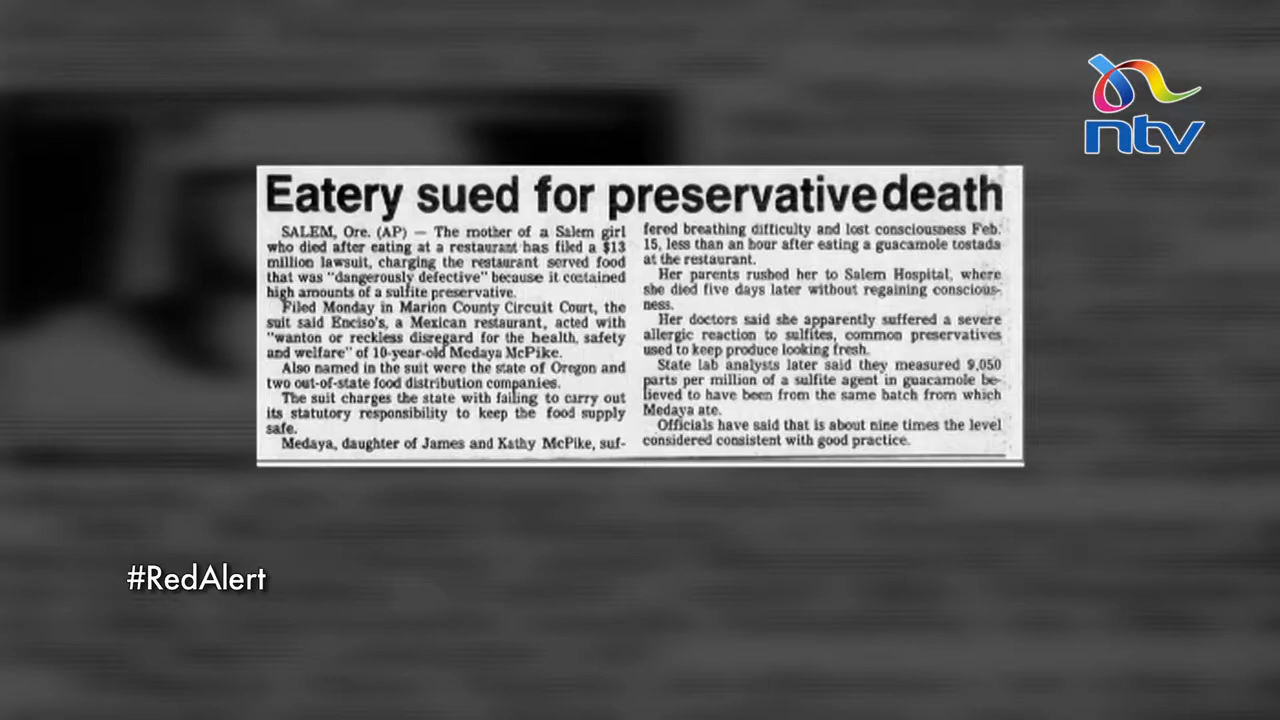 ntv
Eatery sued for preservative death
SALEM, Ore. (AP) — The mother of a Salem girl
who died after eating at a restaurant has filed a $13
million lawsuit, charging the restaurant served food
that was "dangerously defective" because it contained
high amounts of a sulfite preservative.
Filed Monday in Marion County Circuit Court, the
suit said Enciso's, a Mexican restaurant, acted with
"wanton or reckless disregard for the health, safety
and welfare" of 10-year-old Medaya McPike.
Also named in the suit were the state of Oregon and
two out-of-state food distribution companies.
The suit charges the state with failing to carry out
its statutory responsibility to keep the food supply
safe.
Medaya, daughter of James and Kathy McPike, suf-
fered breathing difficulty and lost consciousness Feb.
15, less than an hour after eating a guacamole tostada
at the restaurant.
Her parents rushed her to Salem Hospital, where
she died five days later without regaining conscious-
ness.
Her doctors said she apparently suffered a severe
allergic reaction to sulfites, common preservatives
used to keep produce looking fresh.
State lab analysts later said they measured 9,050
parts per million of a sulfite agent in guacamole be-
lieved to have been from the same batch from which
Medaya ate.
Officials have said that is about nine times the level
considered consistent with good practice.
#RedAlert